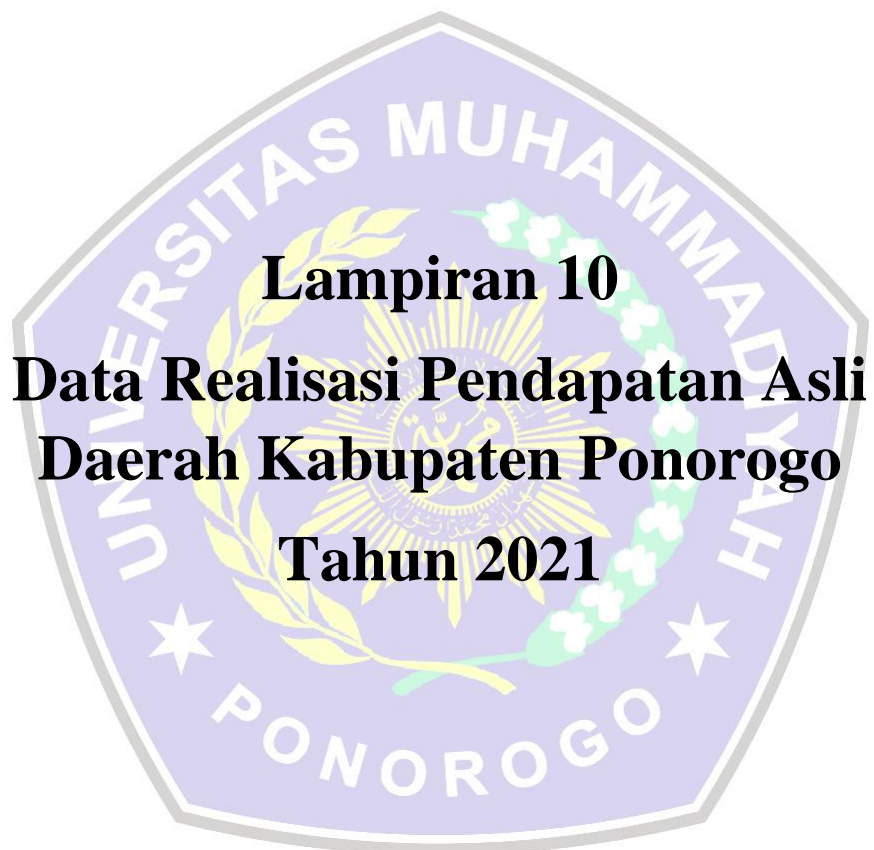 UNIVERSITAS MUHAMMADIYAH
Lampiran 10
Data Realisasi Pendapatan Asli
Daerah Kabupaten Ponorogo
Tahun 2021
PONOROGO